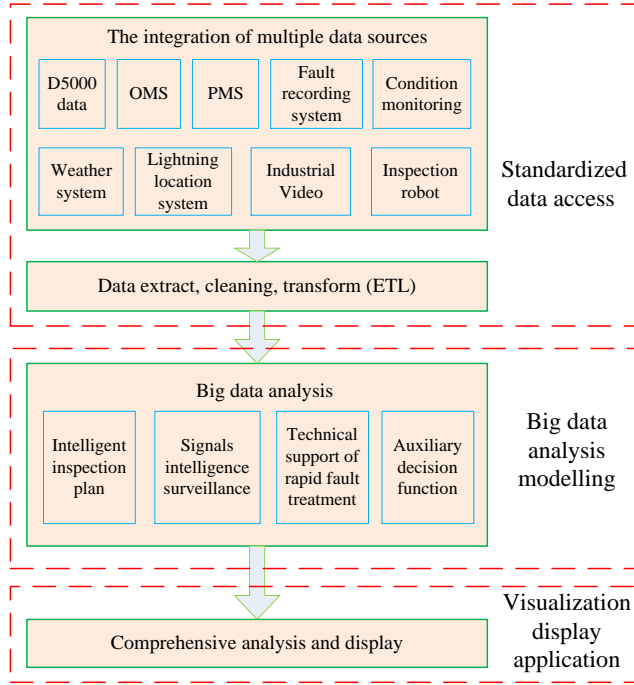 The integration of multiple data sources
D5000
data
OMS
PMS
Fault
recording
system
Condition
monitoring
Weather
system
Lightning
location
system
Industrial
Video
Inspection
robot
Standardized
data access
Data extract, cleaning, transform (ETL)
Big data analysis
Intelligent
inspection
plan
Signals
intelligence
surveillance
Technical
support of
rapid fault
treatment
Auxiliary
decision
function
Big data
analysis
modelling
Comprehensive analysis and display
Visualization
display
application